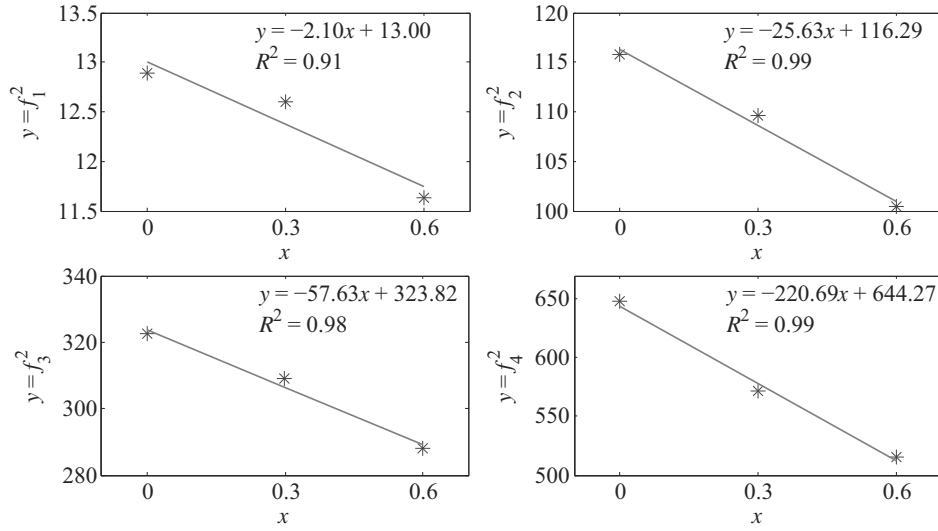 13.5
y = −2.10x + 13.00
R² = 0.91
13
12.5
12
11.5
y = f₁²
0 0.3 0.6
x
120
y = −25.63x + 116.29
R² = 0.99
115
110
105
100
y = f₂²
0 0.3 0.6
x
340
y = −57.63x + 323.82
R² = 0.98
320
300
280
y = f₃²
0 0.3 0.6
x
y = −220.69x + 644.27
650
R² = 0.99
600
550
500
y = f₄²
0 0.3 0.6
x